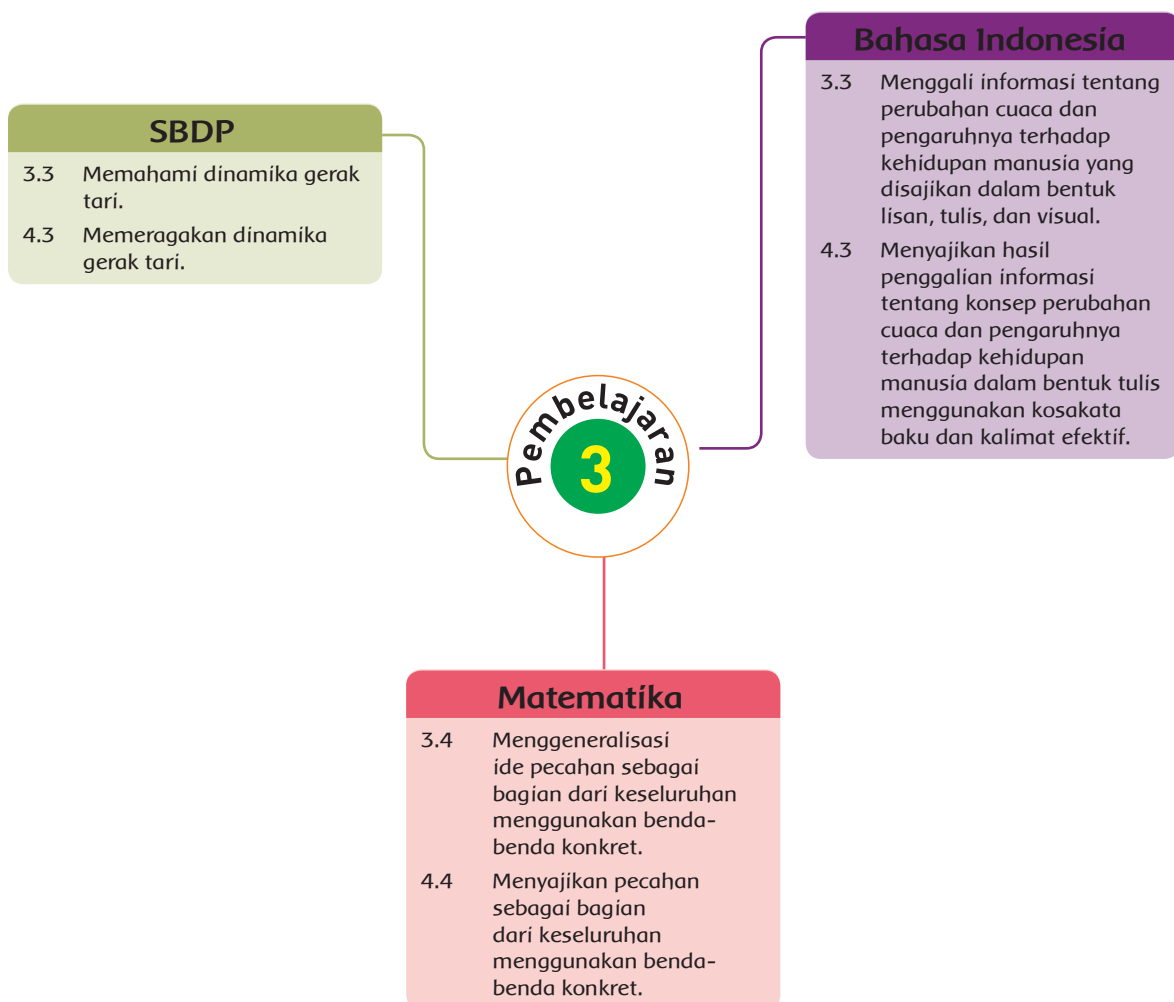 Bahasa Indonesia
3.3 Menggali informasi tentang
perubahan cuaca dan
pengaruhnya terhadap
kehidupan manusia yang
disajikan dalam bentuk
lisan, tulis, dan visual.
4.3 Menyajikan hasil
penggalian informasi
tentang konsep perubahan
cuaca dan pengaruhnya
terhadap kehidupan
manusia dalam bentuk tulis
menggunakan kosakata
baku dan kalimat efektif.
SBDP
3.3 Memahami dinamika gerak
tari.
4.3 Memeragakan dinamika
gerak tari.
Pembelajaran
3
Matematika
3.4 Menggeneralisasi
ide pecahan sebagai
bagian dari keseluruhan
menggunakan benda-
benda konkret.
4.4 Menyajikan pecahan
sebagai bagian
dari keseluruhan
menggunakan benda-
benda konkret.